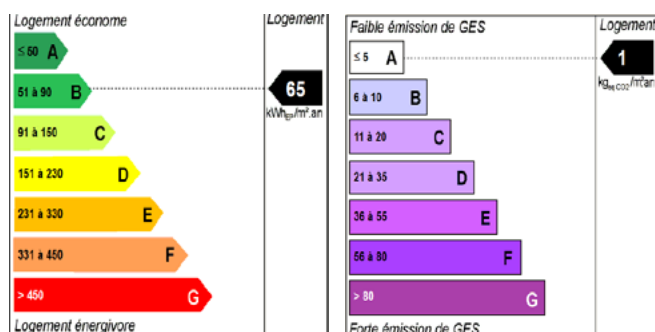 Logement économe
Logement
≤ 50 A
51 à 90 B
65
kWhEP/m².an
91 à 150 C
151 à 230 D
231 à 330 E
331 à 450 F
> 450 G
Logement énergivore
Faible émission de GES
Logement
≤ 5 A
1
kgéqCO2/m².an
6 à 10 B
11 à 20 C
21 à 35 D
36 à 55 E
56 à 80 F
> 80 G
Forte émission de GES